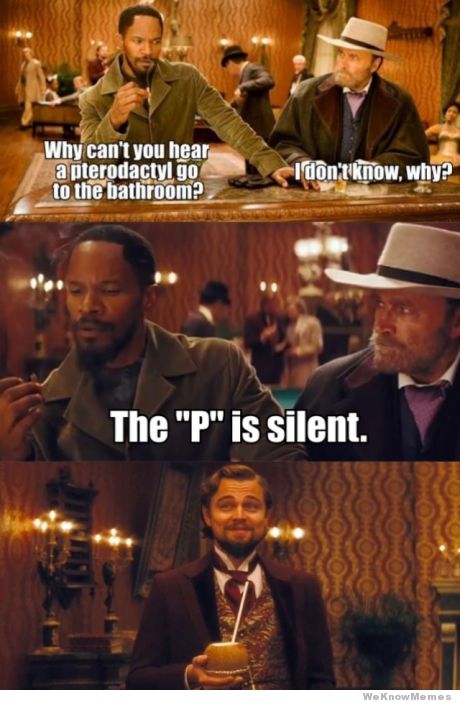 Why can't you hear
a pterodactyl go
to the bathroom?
I don't know, why?
The "P" is silent.
WeKnowMemes